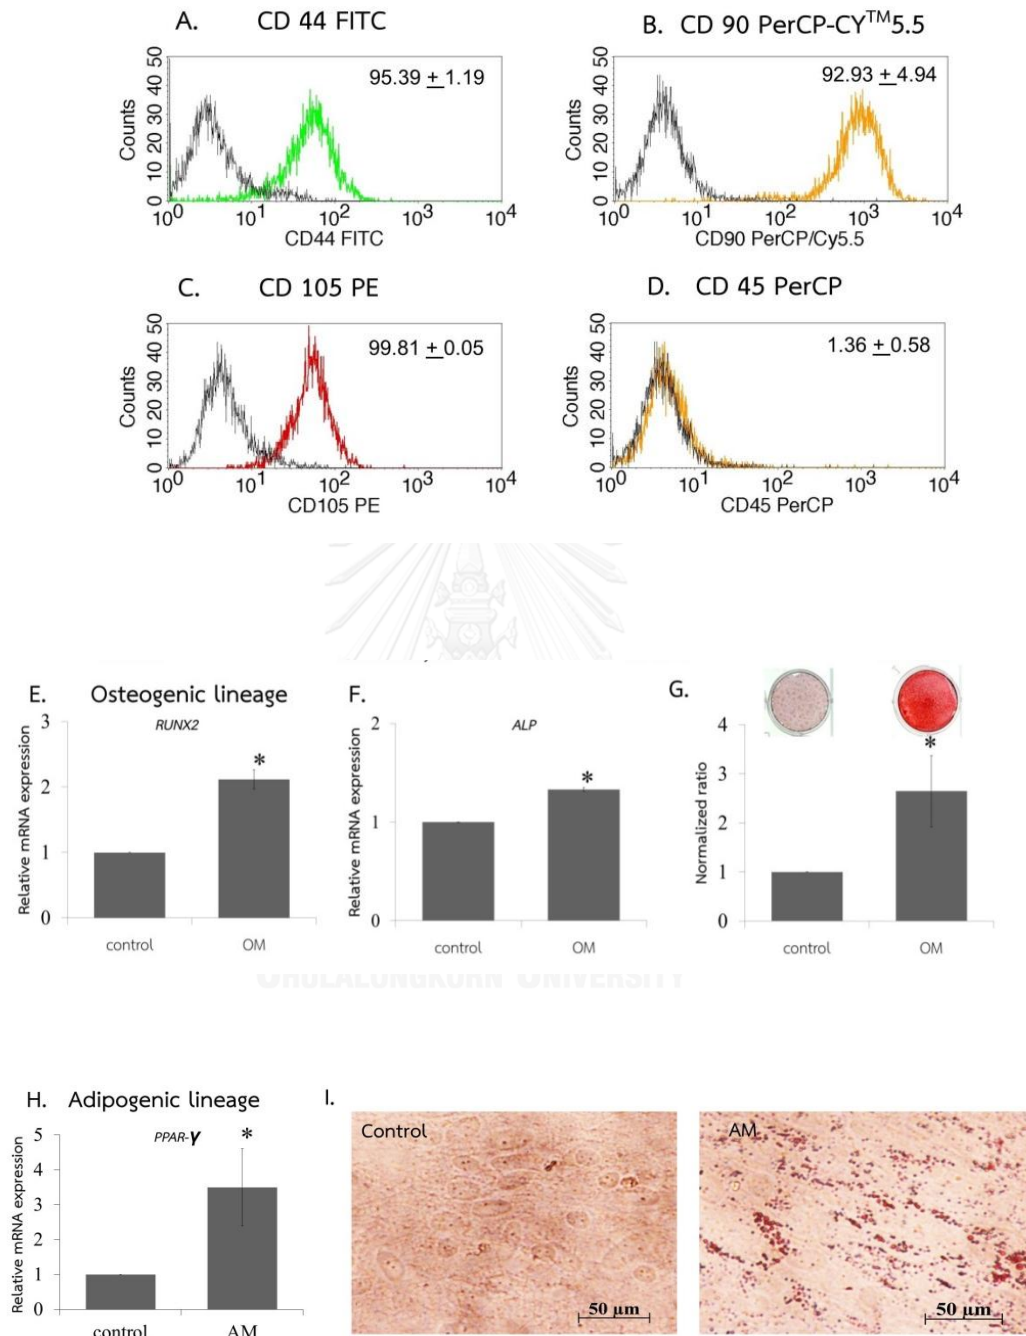 A. CD 44 FITC
B. CD 90 PerCP-CY™5.5
50
40
30
20
10
0
Counts
95.39 ± 1.19
10⁰ 10¹ 10² 10³ 10⁴
CD44 FITC
50
40
30
20
10
0
Counts
92.93 ± 4.94
10⁰ 10¹ 10² 10³ 10⁴
CD90 PerCP/Cy5.5
C. CD 105 PE
D. CD 45 PerCP
50
40
30
20
10
0
Counts
99.81 ± 0.05
10⁰ 10¹ 10² 10³ 10⁴
CD105 PE
50
40
30
20
10
0
Counts
1.36 ± 0.58
10⁰ 10¹ 10² 10³ 10⁴
CD45 PerCP
E. Osteogenic lineage
RUNX2
Relative mRNA expression
3
2
1
0
*
control OM
F.
ALP
Relative mRNA expression
2
1
0
*
control OM
G.
Normalized ratio
4
3
2
1
0
*
control OM
CHULALONGKORN UNIVERSITY
H. Adipogenic lineage
PPAR-γ
Relative mRNA expression
5
4
3
2
1
0
*
control AM
I.
Control
50 µm
AM
50 µm